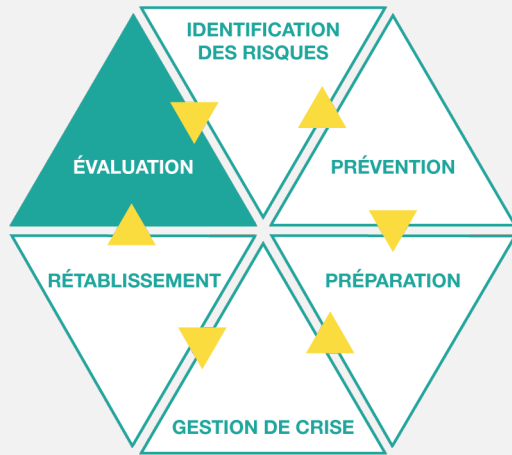 IDENTIFICATION
DES RISQUES
ÉVALUATION
PRÉVENTION
RÉTABLISSEMENT
PRÉPARATION
GESTION DE CRISE